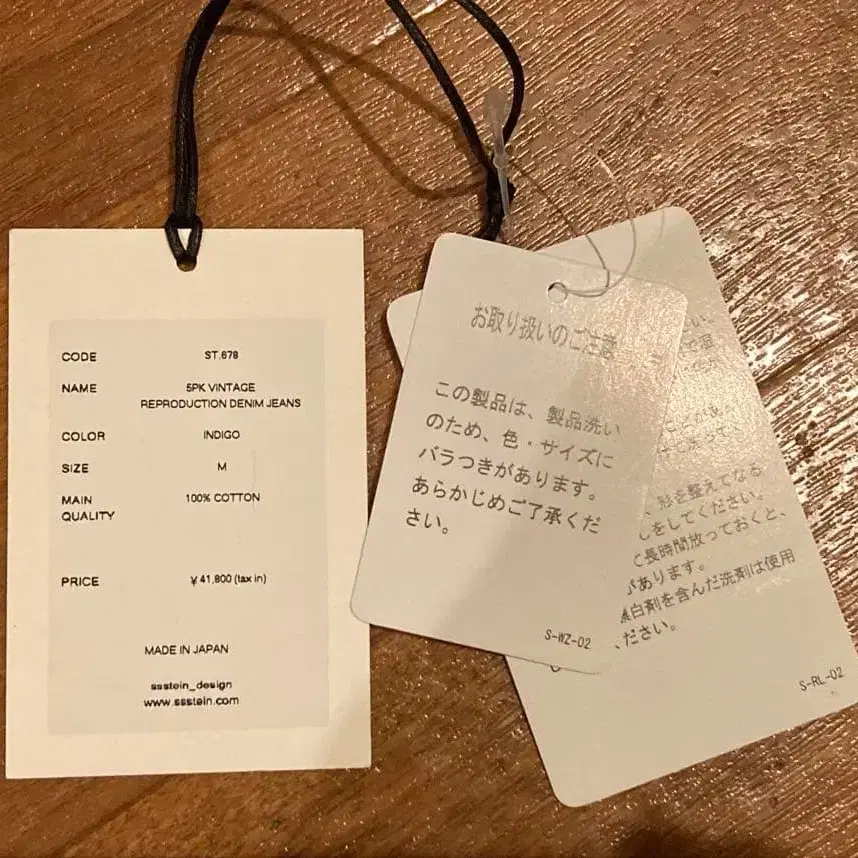 CODE ST.678
NAME 5PK VINTAGE
REPRODUCTION DENIM JEANS
COLOR INDIGO
SIZE M
MAIN 100% COTTON
QUALITY
PRICE ¥41,800 (tax in)
MADE IN JAPAN
ssstein_design
www.ssstein.com
お取り扱いのご注意
この製品は、製品洗い
のため、色・サイズに
バラつきがあります。
あらかじめご了承くだ
さい。
S-WZ-02
い、
、形を整えてなる
しをしてください。
て長時間放っておくと、
があります。
白剤を含んだ洗剤は使用
ください。
S-RL-02